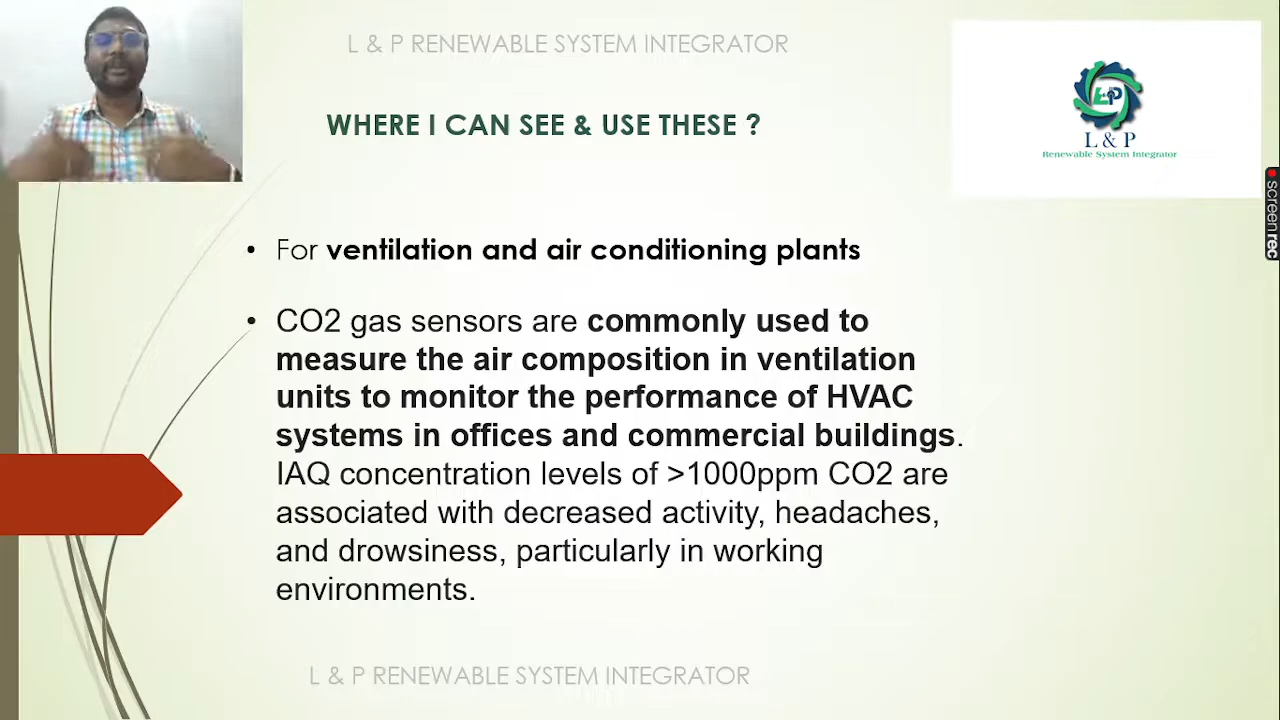 L & P RENEWABLE SYSTEM INTEGRATOR
WHERE I CAN SEE & USE THESE ?
L&P
L & P
Renewable System Integrator
screenrec
• For ventilation and air conditioning plants
• CO2 gas sensors are commonly used to
measure the air composition in ventilation
units to monitor the performance of HVAC
systems in offices and commercial buildings.
IAQ concentration levels of >1000ppm CO2 are
associated with decreased activity, headaches,
and drowsiness, particularly in working
environments.
L & P RENEWABLE SYSTEM INTEGRATOR